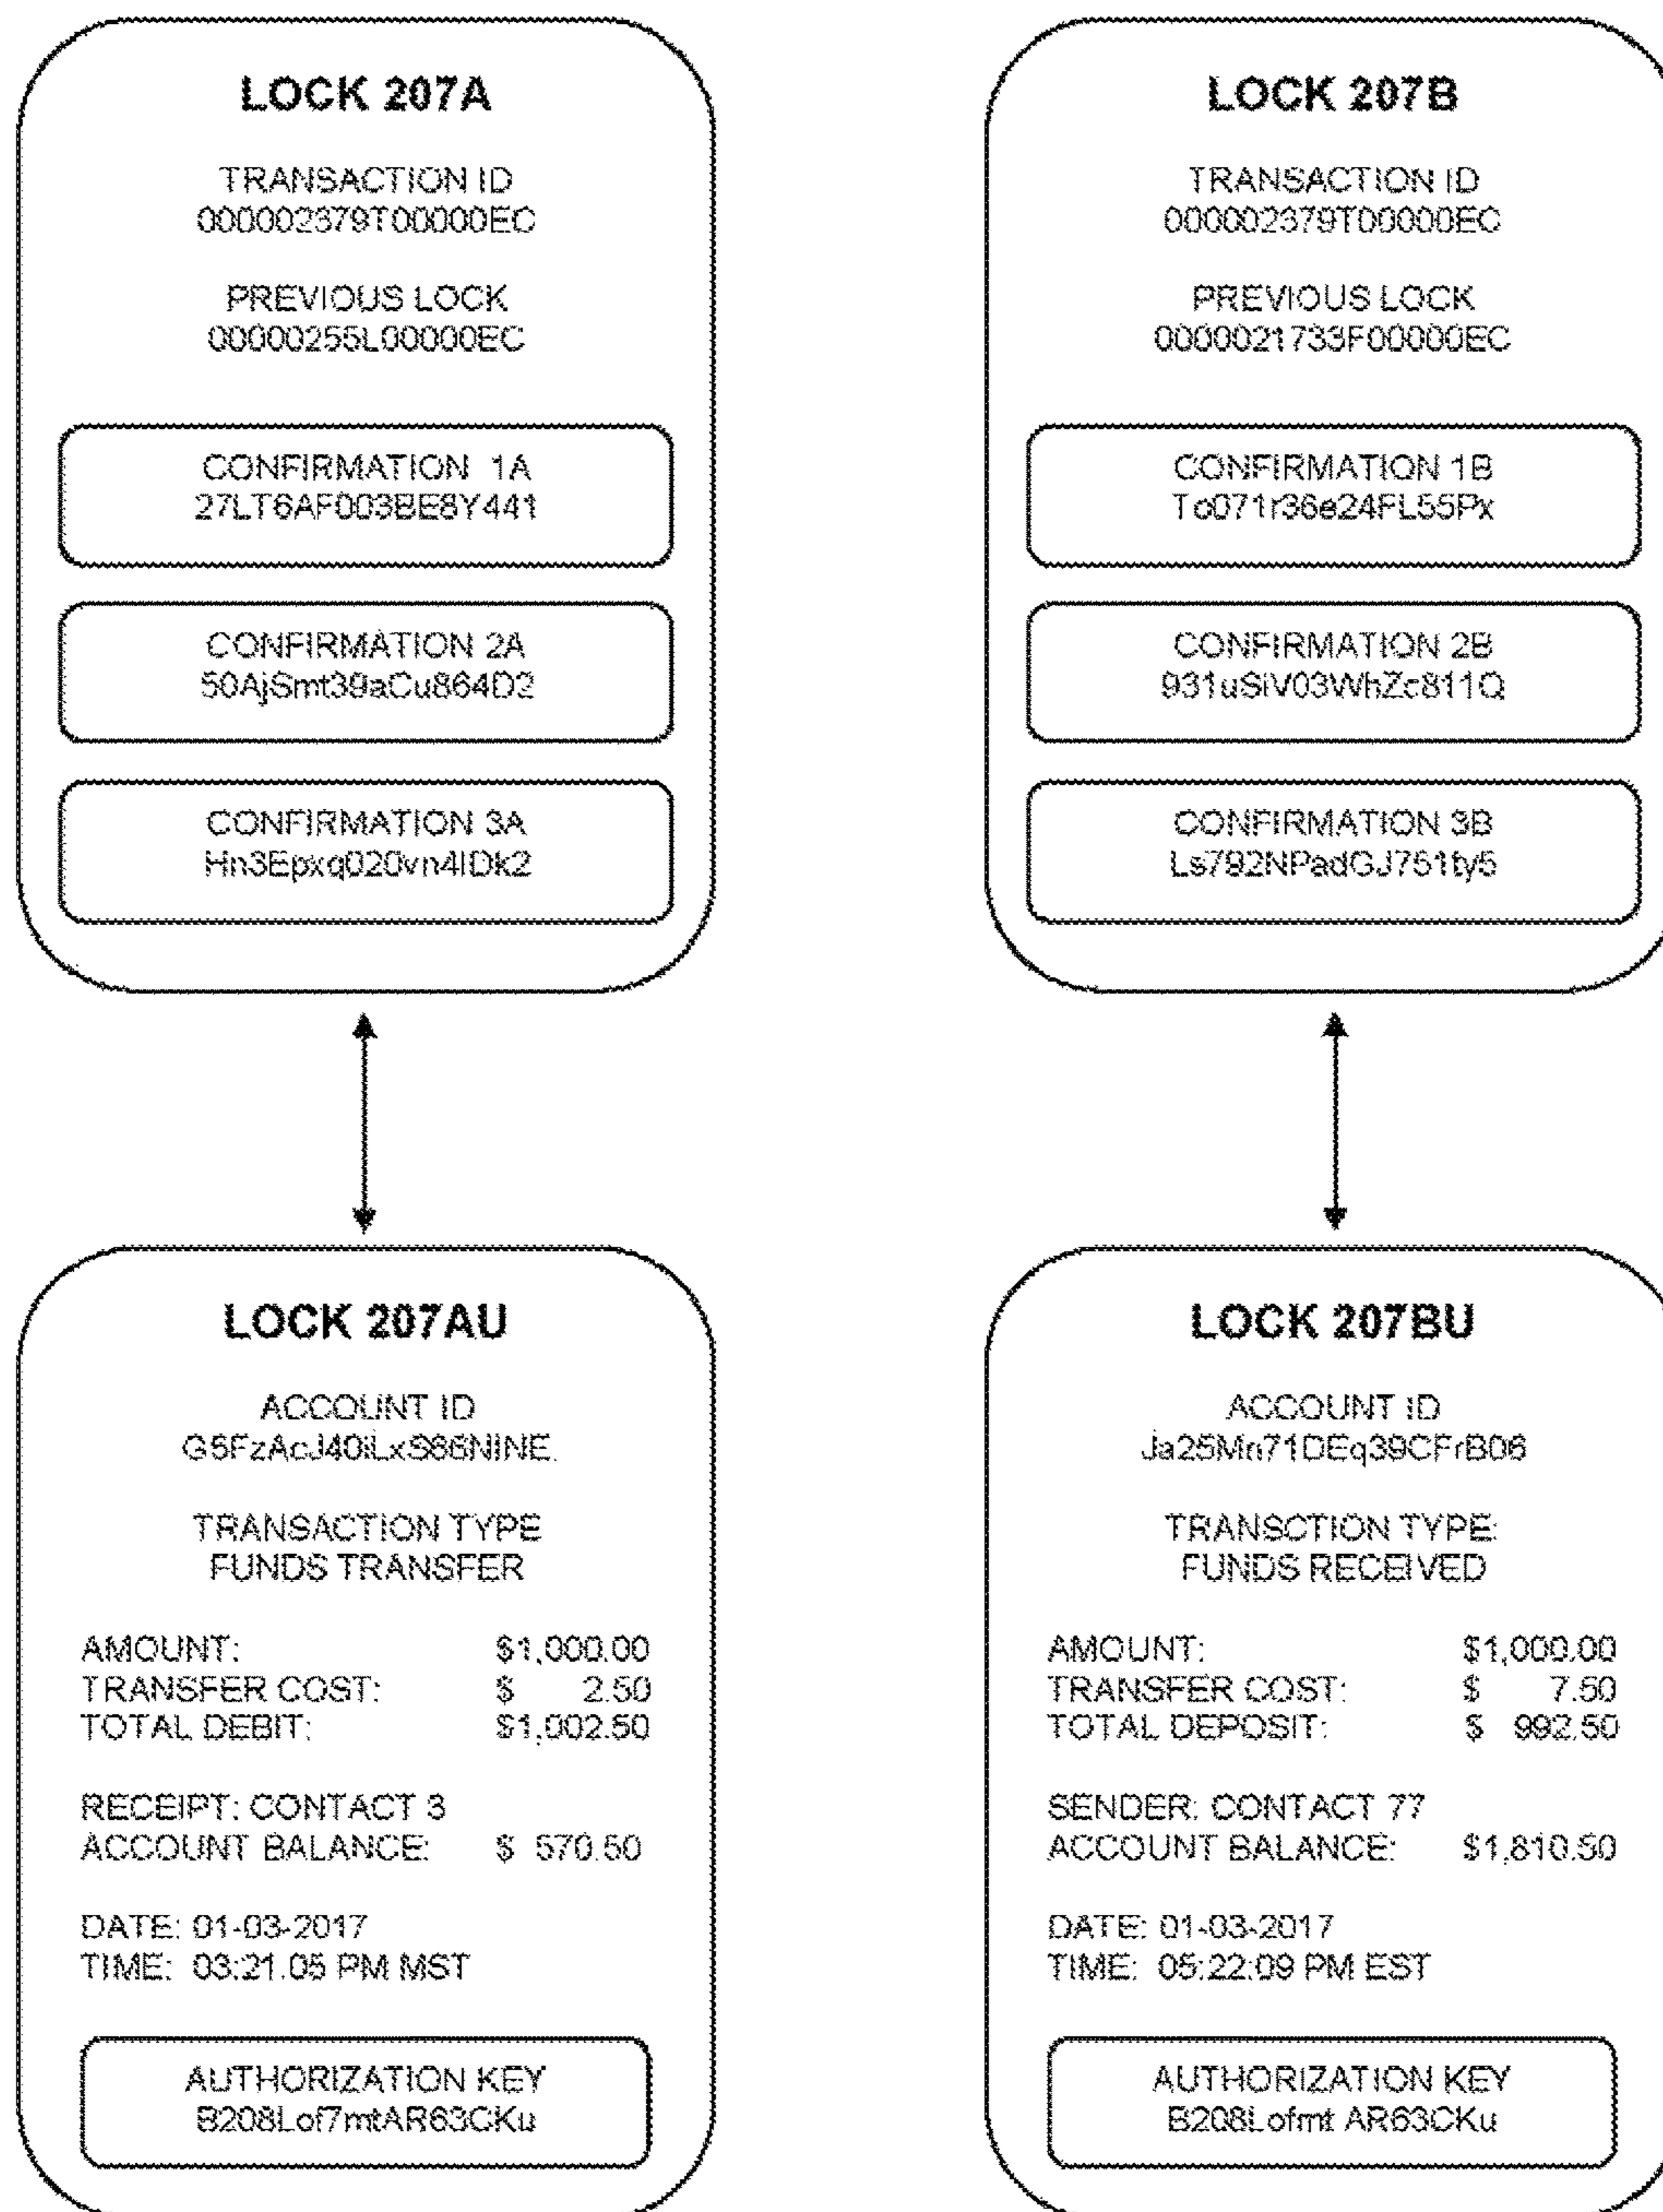 LOCK 207A
TRANSACTION ID
000002379T00000EC
PREVIOUS LOCK
00000255L00000EC
CONFIRMATION 1A
27LT6AF003BE8Y441
CONFIRMATION 2A
50AjSmt39aCu864D2
CONFIRMATION 3A
Hn3Epxq020vn4IDk2
LOCK 207B
TRANSACTION ID
000002379T00000EC
PREVIOUS LOCK
0000021733F00000EC
CONFIRMATION 1B
To071r36e24FL55Px
CONFIRMATION 2B
931uSiV03WhZc811Q
CONFIRMATION 3B
Ls792NPadGJ751ty5
LOCK 207AU
ACCOUNT ID
G5FzAcJ40iLxS86NINE
TRANSACTION TYPE
FUNDS TRANSFER
AMOUNT: $1,000.00
TRANSFER COST: $ 2.50
TOTAL DEBIT: $1,002.50
RECEIPT: CONTACT 3
ACCOUNT BALANCE: $ 570.50
DATE: 01-03-2017
TIME: 03:21.05 PM MST
AUTHORIZATION KEY
B208Lof7mtAR63CKu
LOCK 207BU
ACCOUNT ID
Ja25Mn71DEq39CFrB06
TRANSCTION TYPE:
FUNDS RECEIVED
AMOUNT: $1,000.00
TRANSFER COST: $ 7.50
TOTAL DEPOSIT: $ 992.50
SENDER: CONTACT 77
ACCOUNT BALANCE: $1,810.50
DATE: 01-03-2017
TIME: 05:22:09 PM EST
AUTHORIZATION KEY
B208Lofmt AR63CKu